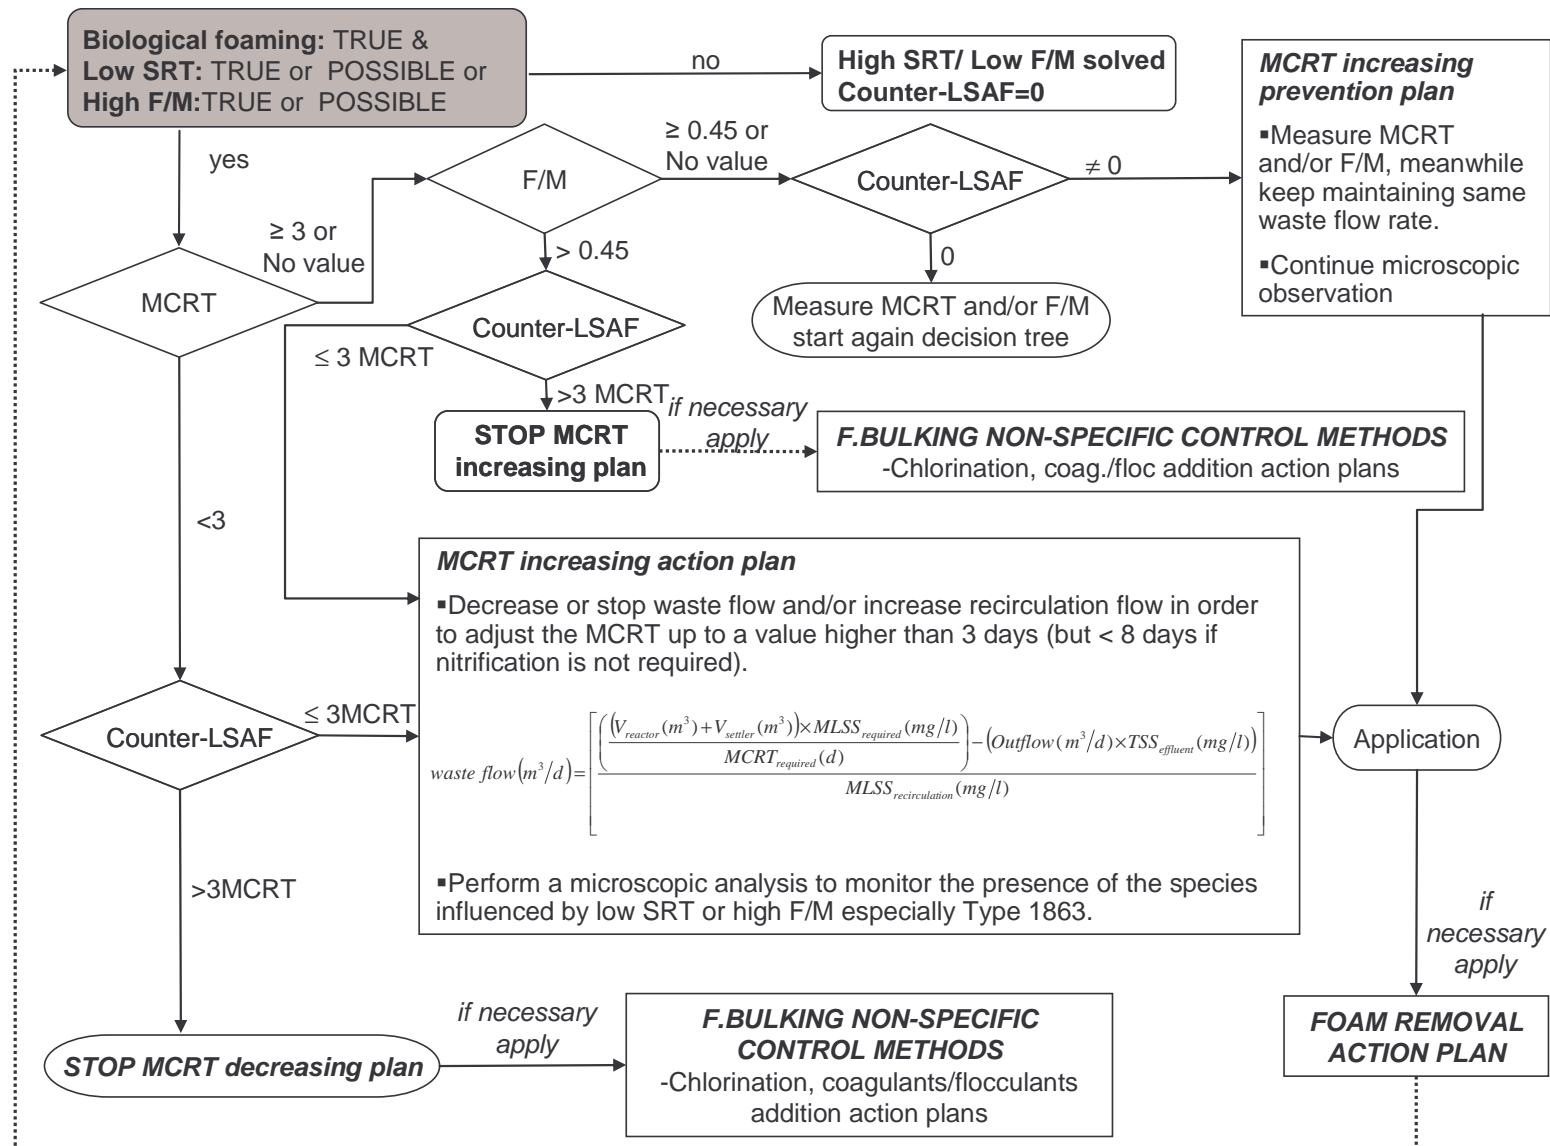 Biological foaming: TRUE &
Low SRT: TRUE or POSSIBLE or
High F/M:TRUE or POSSIBLE
no
High SRT/ Low F/M solved
Counter-LSAF=0
MCRT increasing
prevention plan
▪Measure MCRT
and/or F/M, meanwhile
keep maintaining same
waste flow rate.
▪Continue microscopic
observation
yes
≥ 3 or
No value
MCRT
F/M
≥ 0.45 or
No value
Counter-LSAF
≠ 0
0
Measure MCRT and/or F/M
start again decision tree
> 0.45
Counter-LSAF
≤ 3 MCRT
>3 MCRT
STOP MCRT
increasing plan
if necessary
apply
F.BULKING NON-SPECIFIC CONTROL METHODS
-Chlorination, coag./floc addition action plans
<3
MCRT increasing action plan
▪Decrease or stop waste flow and/or increase recirculation flow in order
to adjust the MCRT up to a value higher than 3 days (but < 8 days if
nitrification is not required).
waste flow(m³/d)=[((V_reactor(m³)+V_settler(m³))×MLSS_required(mg/l) / MCRT_required(d))−(Outflow(m³/d)×TSS_effluent(mg/l)) / MLSS_recirculation(mg/l)]
▪Perform a microscopic analysis to monitor the presence of the species
influenced by low SRT or high F/M especially Type 1863.
Counter-LSAF
≤ 3MCRT
>3MCRT
Application
if
necessary
apply
FOAM REMOVAL
ACTION PLAN
STOP MCRT decreasing plan
if necessary
apply
F.BULKING NON-SPECIFIC
CONTROL METHODS
-Chlorination, coagulants/flocculants
addition action plans